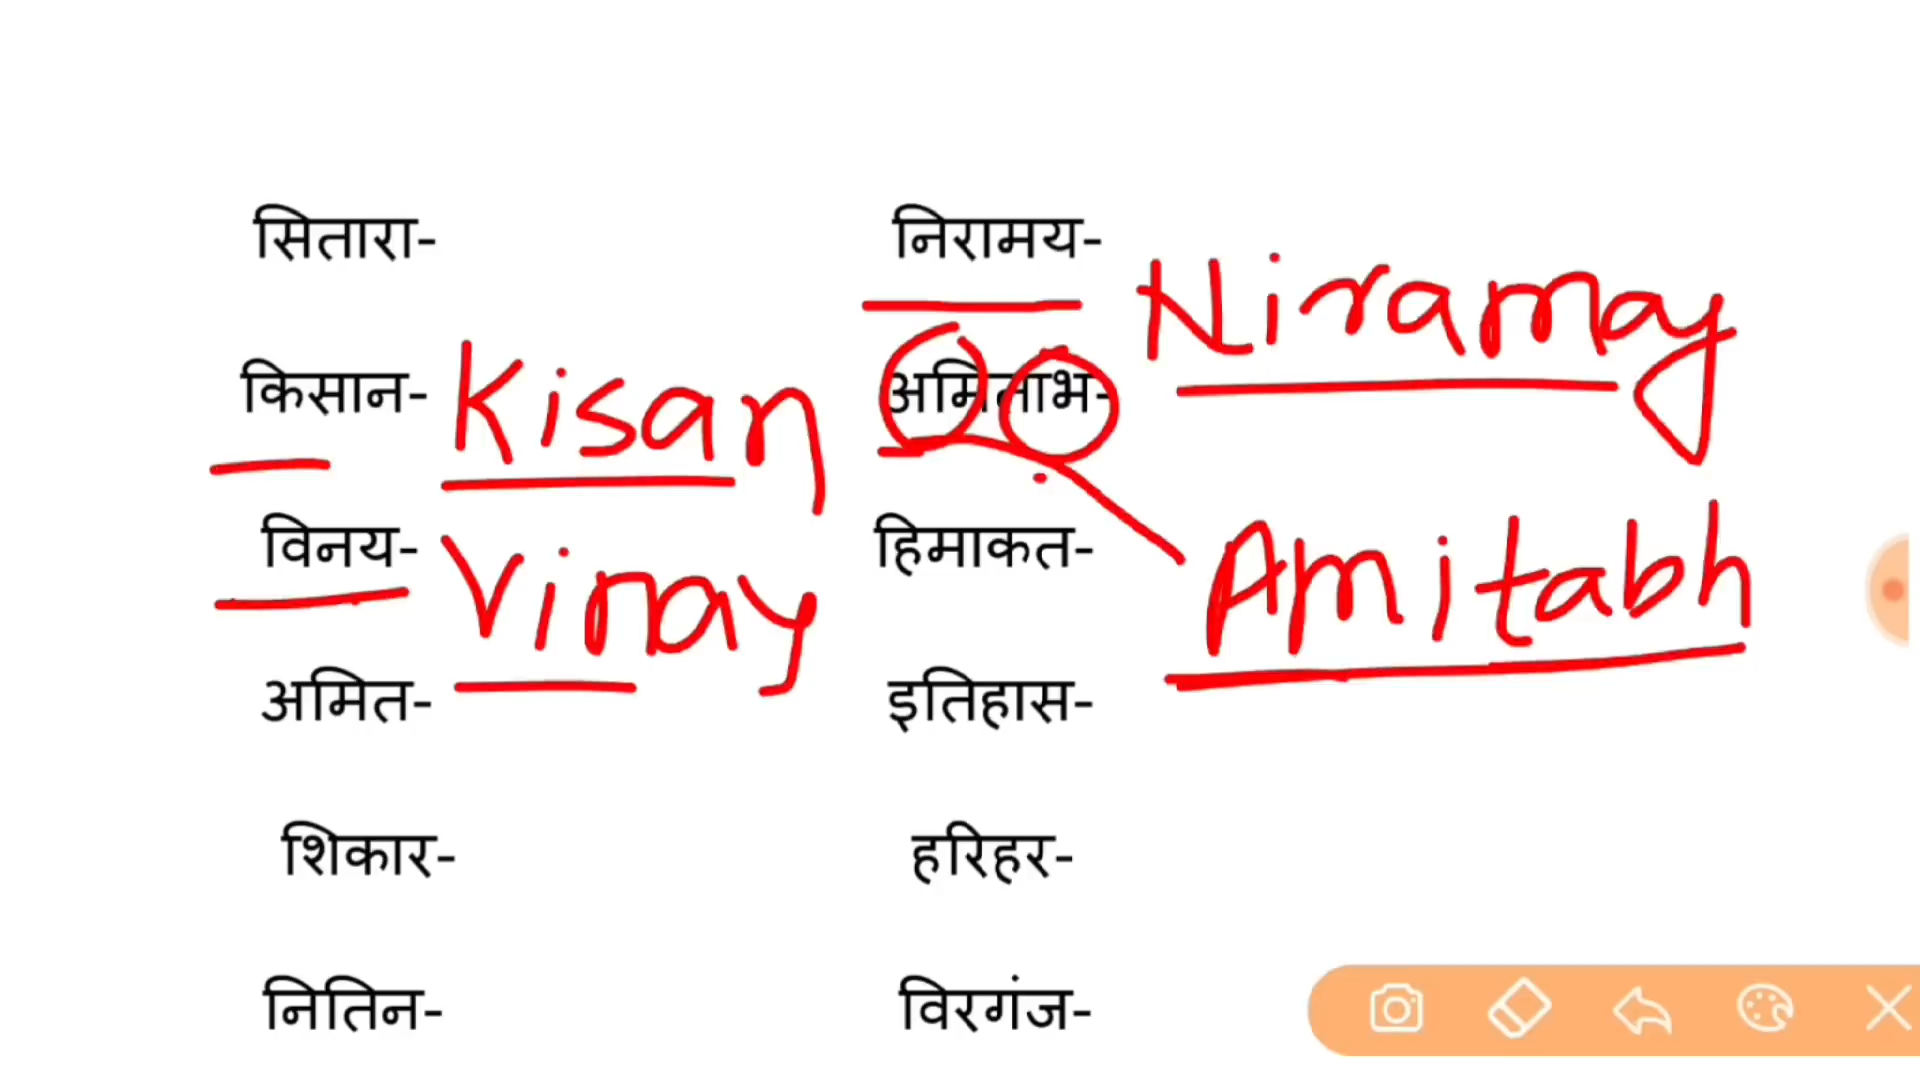 सितारा-
निरामय- Niramay
किसान- Kisan
अमिताभ- Amitabh
विनय- Vinay
हिमाकत-
अमित-
इतिहास-
शिकार-
हरिहर-
नितिन-
विरगंज-